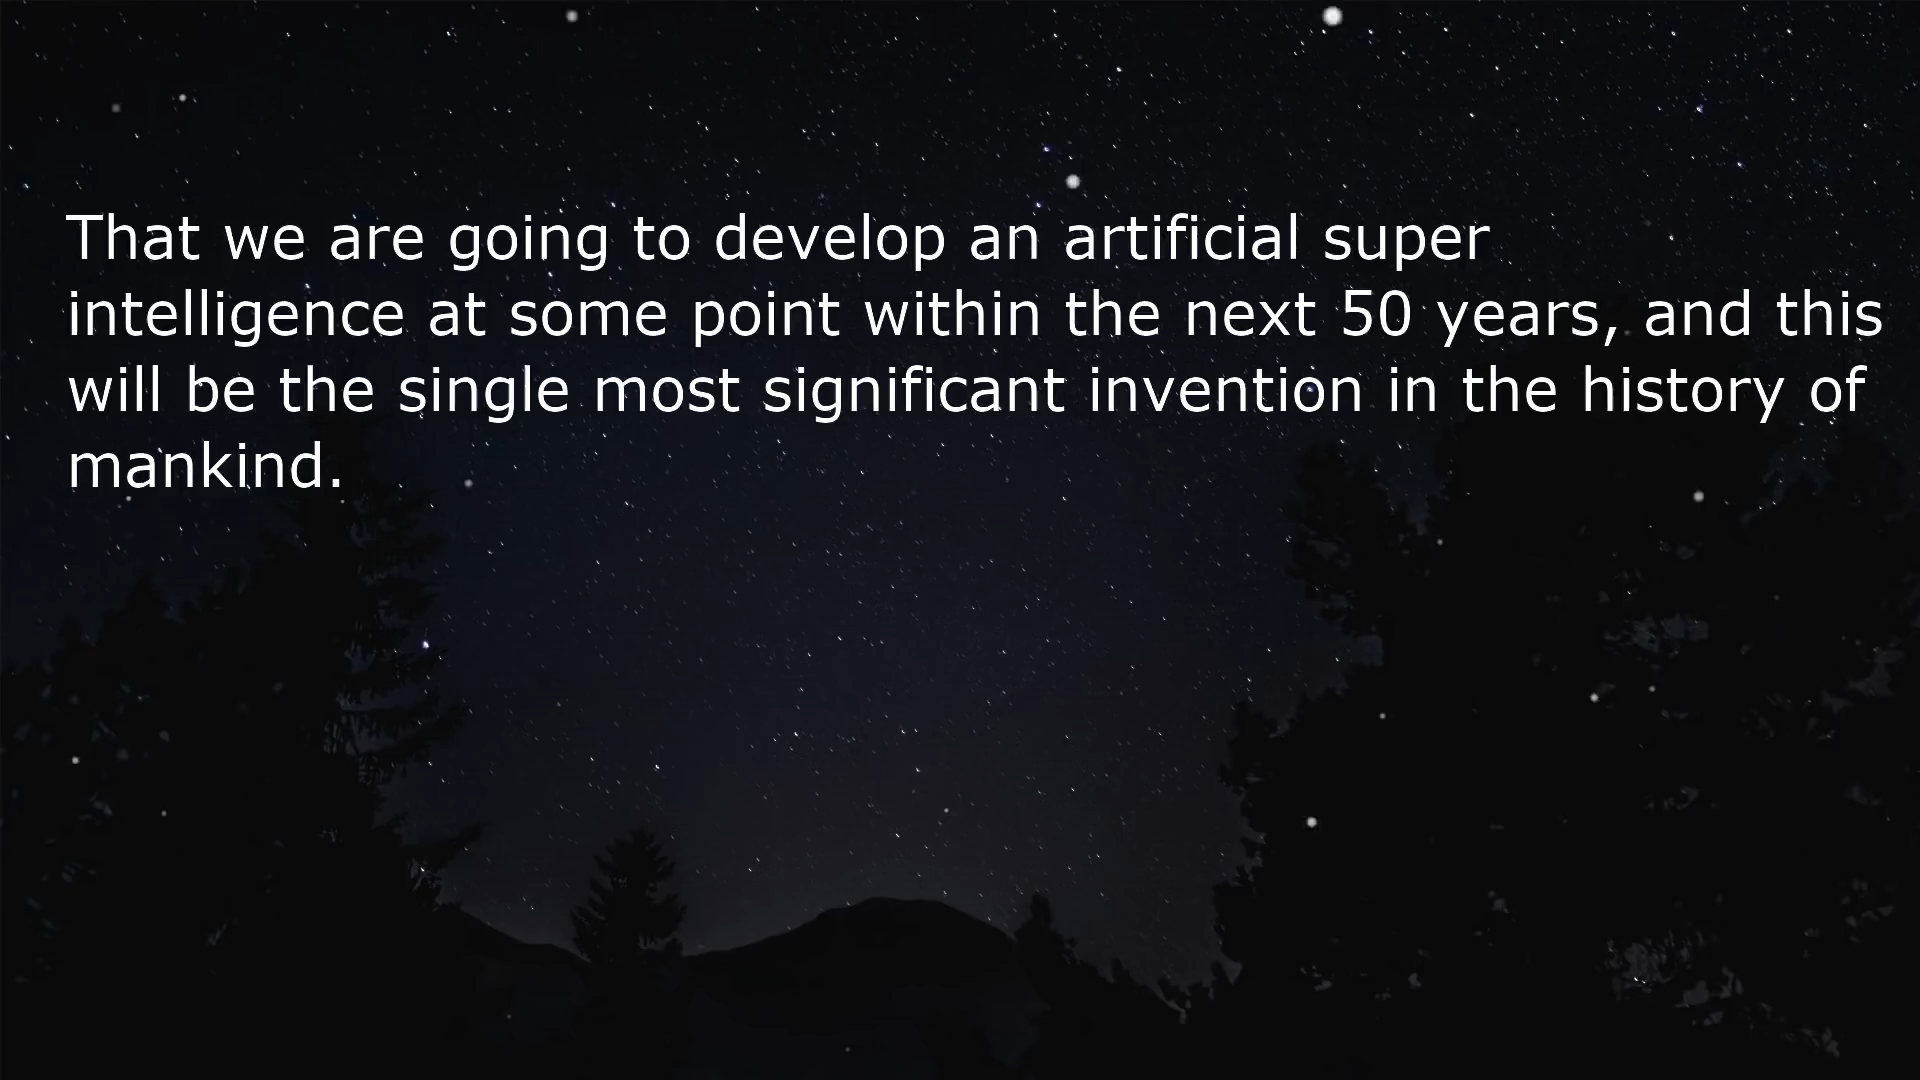 That we are going to develop an artificial super
intelligence at some point within the next 50 years, and this
will be the single most significant invention in the history of
mankind.